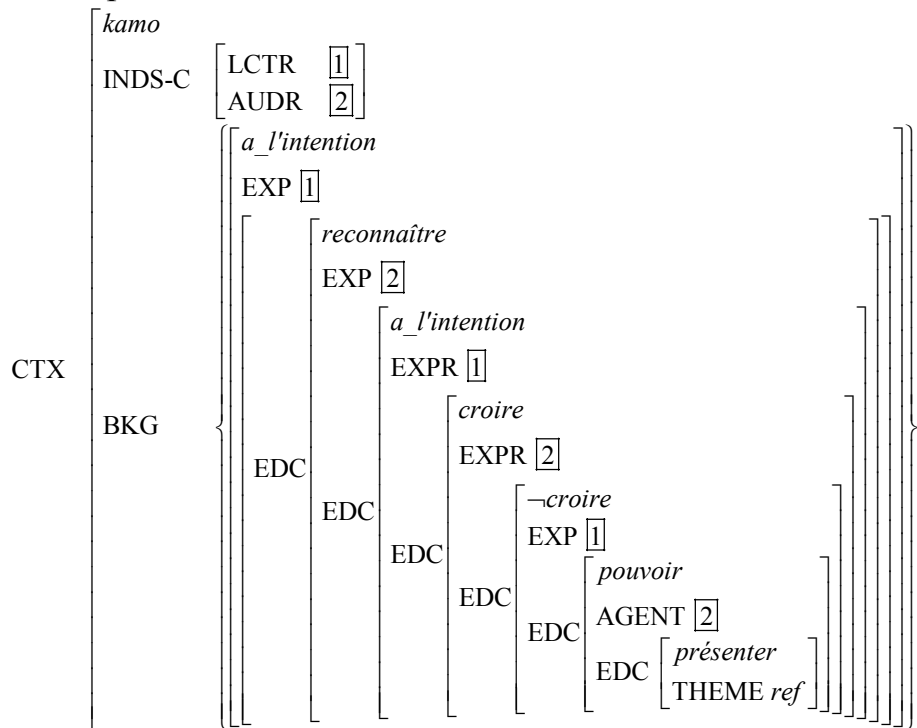 kamo
INDS-C LCTR 1
AUDR 2
a_l'intention
EXP 1
reconnaître
EXP 2
a_l'intention
EXPR 1
CTX
croire
BKG
EXPR 2
EDC
¬croire
EDC
EXP 1
EDC
pouvoir
EDC
AGENT 2
EDC
présenter
EDC
THEME ref